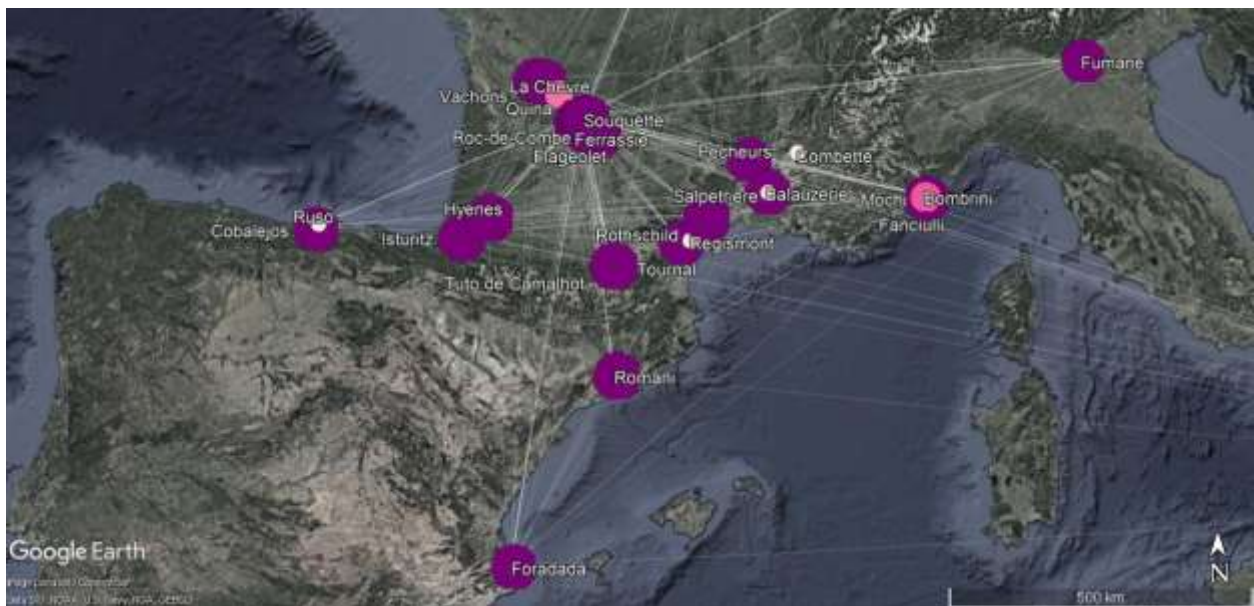 Fumane
La Chèvre
Vachons
Quina
Souquette
Roc-de-Combe
Ferrassie
Flageolet
Pecheurs
Combette
Salpetriere
Balauzene
Mochi
Bombrini
Fanciulli
Hyenes
Ruso
Cobalejos
Isturitz
Rothschild
Regismont
Tournal
Tuto de Camalhot
Romani
Foradada
Google Earth
N
500 km